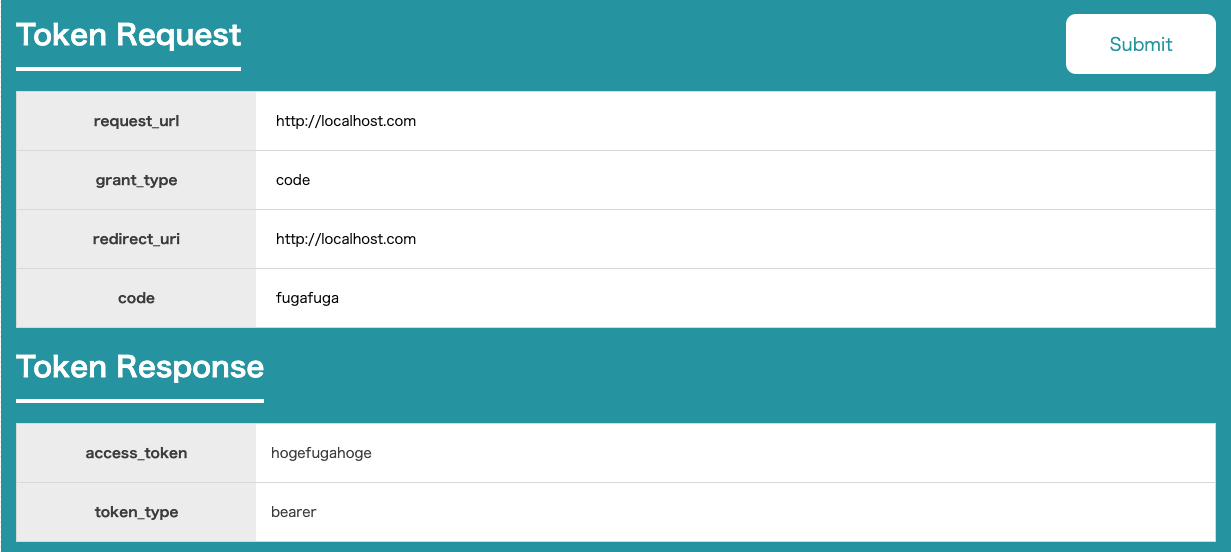 Token Request
Submit
request_url http://localhost.com
grant_type code
redirect_uri http://localhost.com
code fugafuga
Token Response
access_token hogefugahoge
token_type bearer